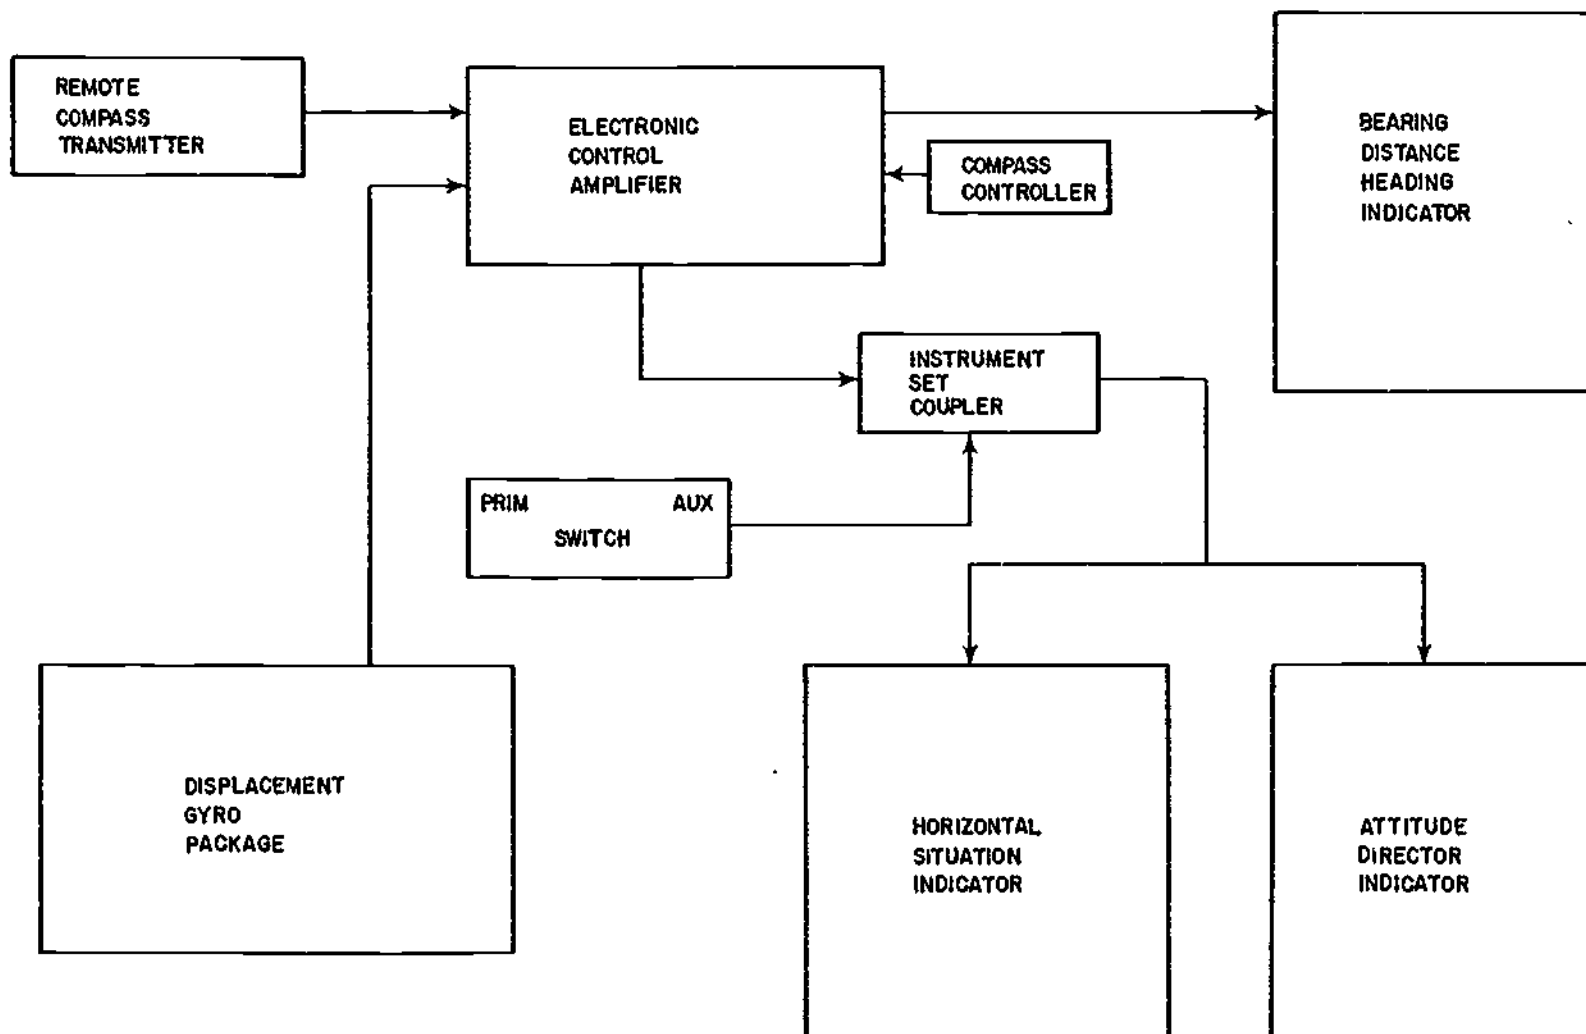 REMOTE
COMPASS
TRANSMITTER
ELECTRONIC
CONTROL
AMPLIFIER
COMPASS
CONTROLLER
BEARING
DISTANCE
HEADING
INDICATOR
INSTRUMENT
SET
COUPLER
PRIM AUX
SWITCH
DISPLACEMENT
GYRO
PACKAGE
HORIZONTAL
SITUATION
INDICATOR
ATTITUDE
DIRECTOR
INDICATOR